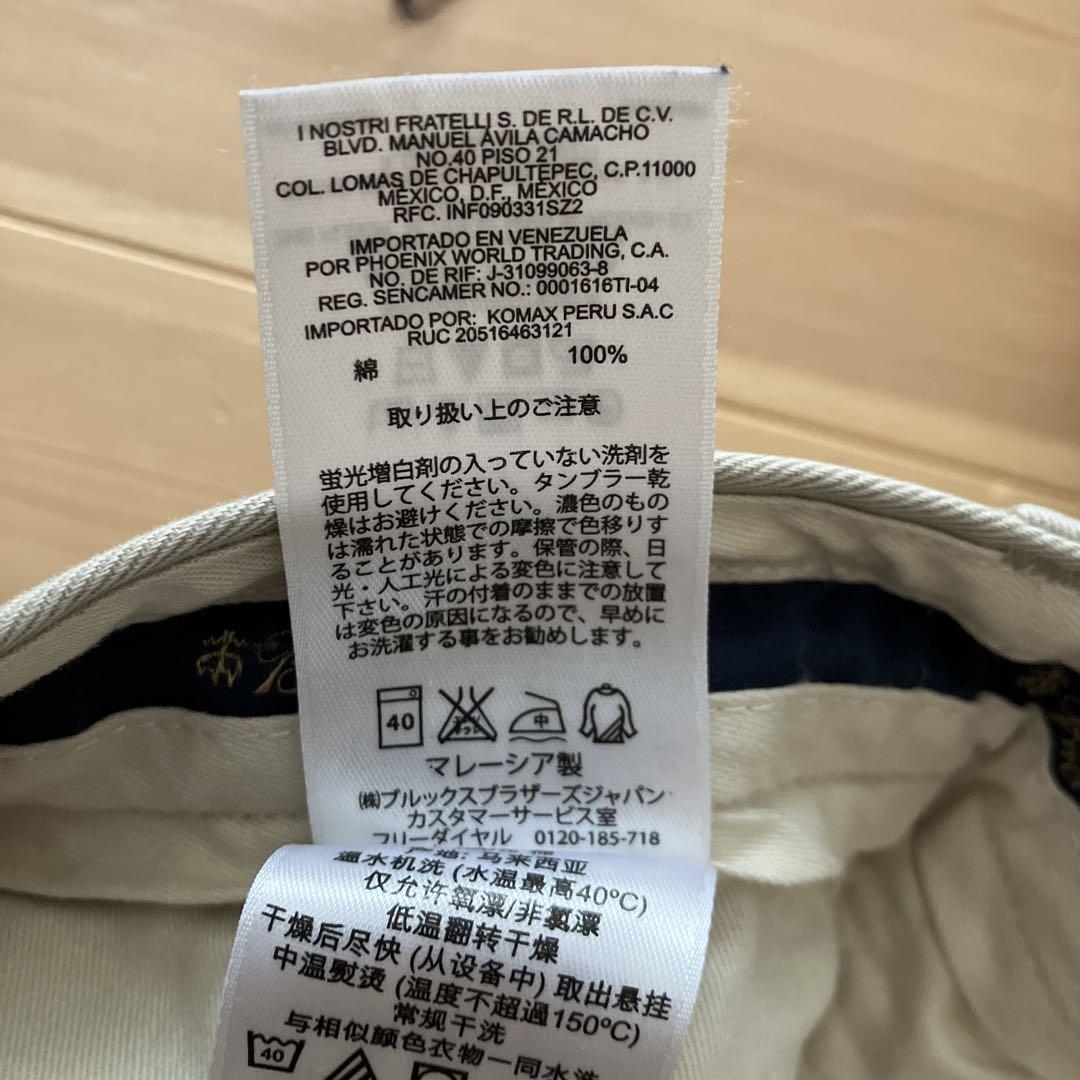 I NOSTRI FRATELLI S. DE R.L. DE C.V.
BLVD. MANUEL AVILA CAMACHO
NO.40 PISO 21
COL. LOMAS DE CHAPULTEPEC, C.P.11000
MÉXICO, D.F., MÉXICO
RFC. INF090331SZ2
IMPORTADO EN VENEZUELA
POR PHOENIX WORLD TRADING, C.A.
NO. DE RIF: J-31099063-8
REG. SENCAMER NO.: 0001616TI-04
IMPORTADO POR: KOMAX PERU S.A.C
RUC 20516463121
綿 100%
取り扱い上のご注意
蛍光増白剤の入っていない洗剤を
使用してください。タンブラー乾
燥はお避けください。濃色のもの
は濡れた状態での摩擦で色移りす
ることがあります。保管の際、日
光・人工光による変色に注意して
下さい。汗の付着のままでの放置
は変色の原因になるので、早めに
お洗濯する事をお勧めします。
40
中
マレーシア製
㈱ブルックスブラザーズジャパン
カスタマーサービス室
フリーダイヤル 0120-185-718
产地: 马来西亚
温水机洗 (水温最高40ºC)
仅允许氧漂/非氯漂
低温翻转干燥
干燥后尽快 (从设备中) 取出悬挂
中温熨烫 (温度不超過150ºC)
常规干洗
与相似颜色衣物一同水洗
40